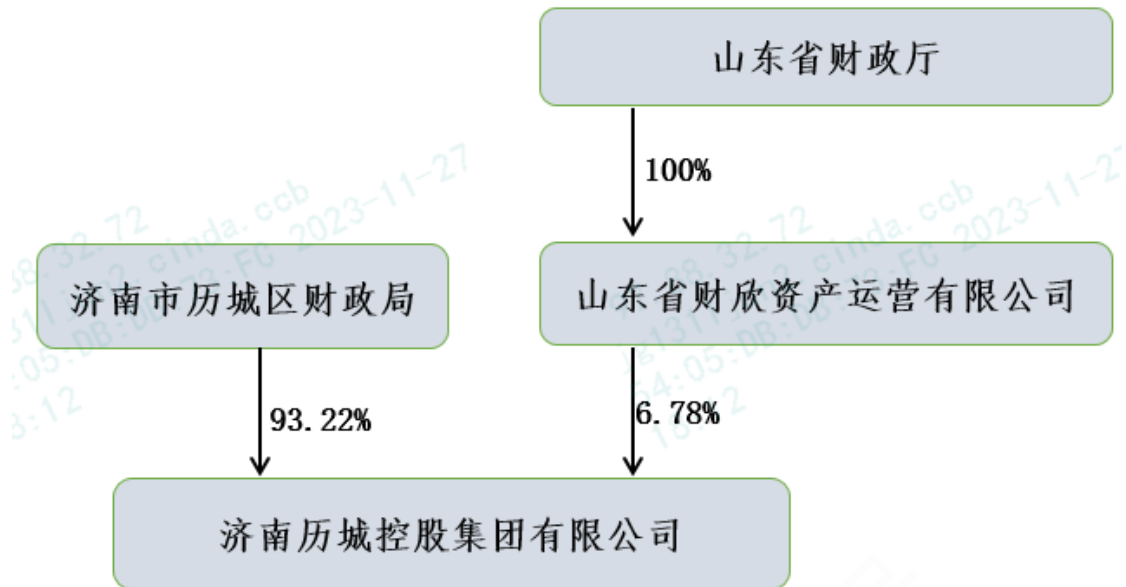 山东省财政厅
100%
济南市历城区财政局
山东省财欣资产运营有限公司
93.22%
6.78%
济南历城控股集团有限公司